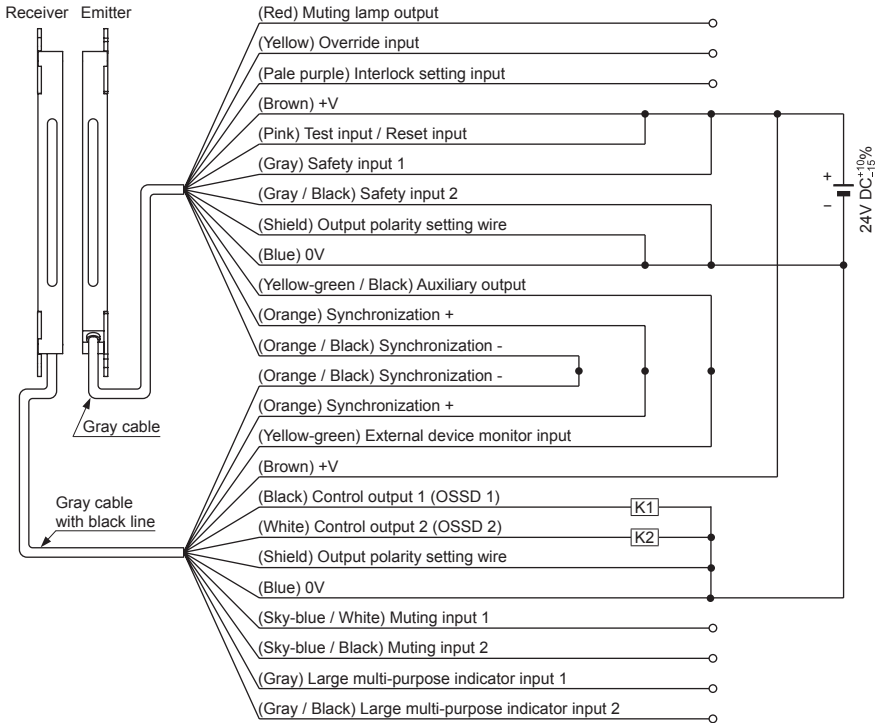 Receiver Emitter
(Red) Muting lamp output
(Yellow) Override input
(Pale purple) Interlock setting input
(Brown) +V
(Pink) Test input / Reset input
(Gray) Safety input 1
(Gray / Black) Safety input 2
(Shield) Output polarity setting wire
(Blue) 0V
(Yellow-green / Black) Auxiliary output
(Orange) Synchronization +
(Orange / Black) Synchronization -
(Orange / Black) Synchronization -
(Orange) Synchronization +
(Yellow-green) External device monitor input
(Brown) +V
(Black) Control output 1 (OSSD 1)
K1
(White) Control output 2 (OSSD 2)
K2
(Shield) Output polarity setting wire
(Blue) 0V
(Sky-blue / White) Muting input 1
(Sky-blue / Black) Muting input 2
(Gray) Large multi-purpose indicator input 1
(Gray / Black) Large multi-purpose indicator input 2
Gray cable
Gray cable
with black line
+
−
24V DC +10 −15 %